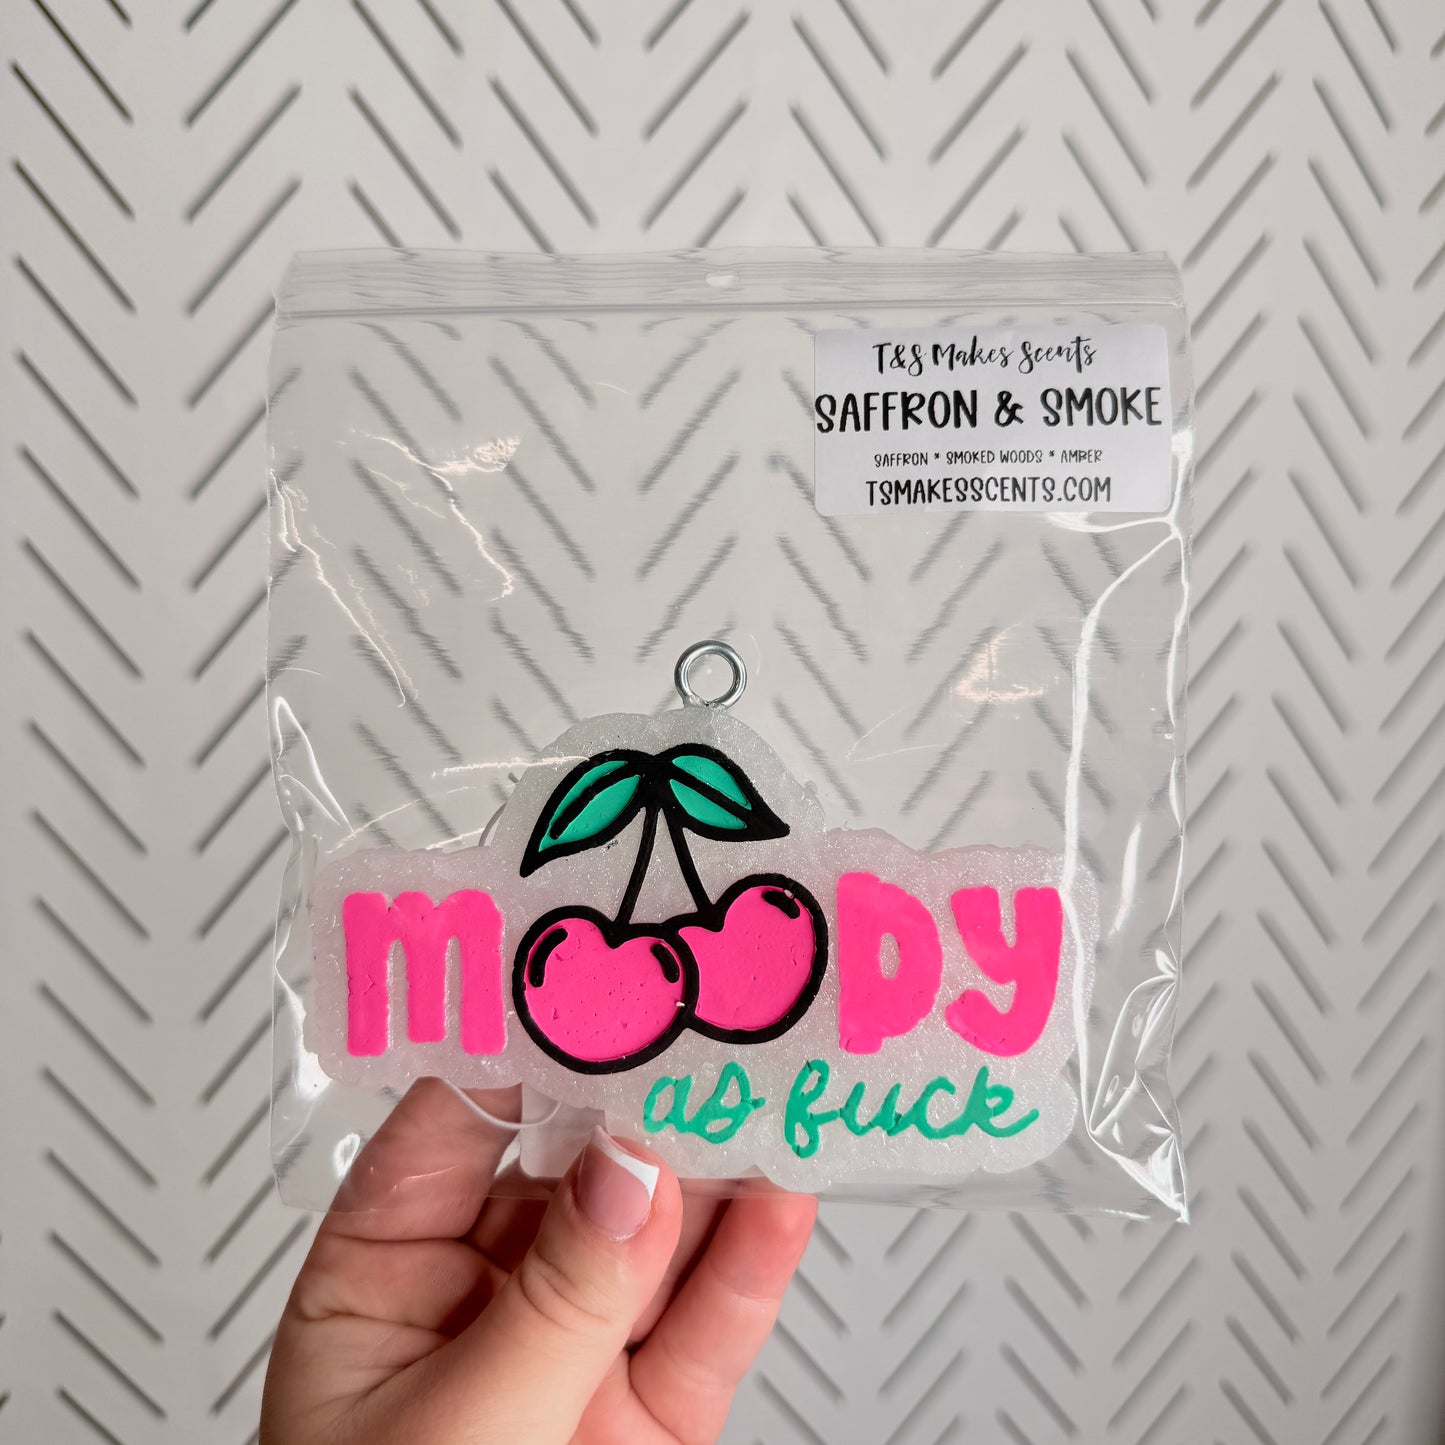 T&S Makes Scents
SAFFRON & SMOKE
SAFFRON * SMOKED WOODS * AMBER
TSMAKESSCENTS.COM
moody
as fuck